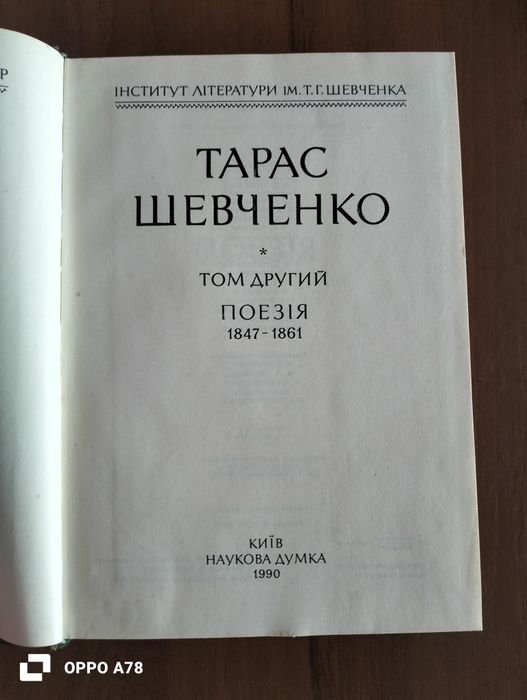 Р
ІНСТИТУТ ЛІТЕРАТУРИ ІМ. Т. Г. ШЕВЧЕНКА
ТАРАС
ШЕВЧЕНКО
*
ТОМ ДРУГИЙ
ПОЕЗІЯ
1847-1861
КИЇВ
НАУКОВА ДУМКА
1990
OPPO A78